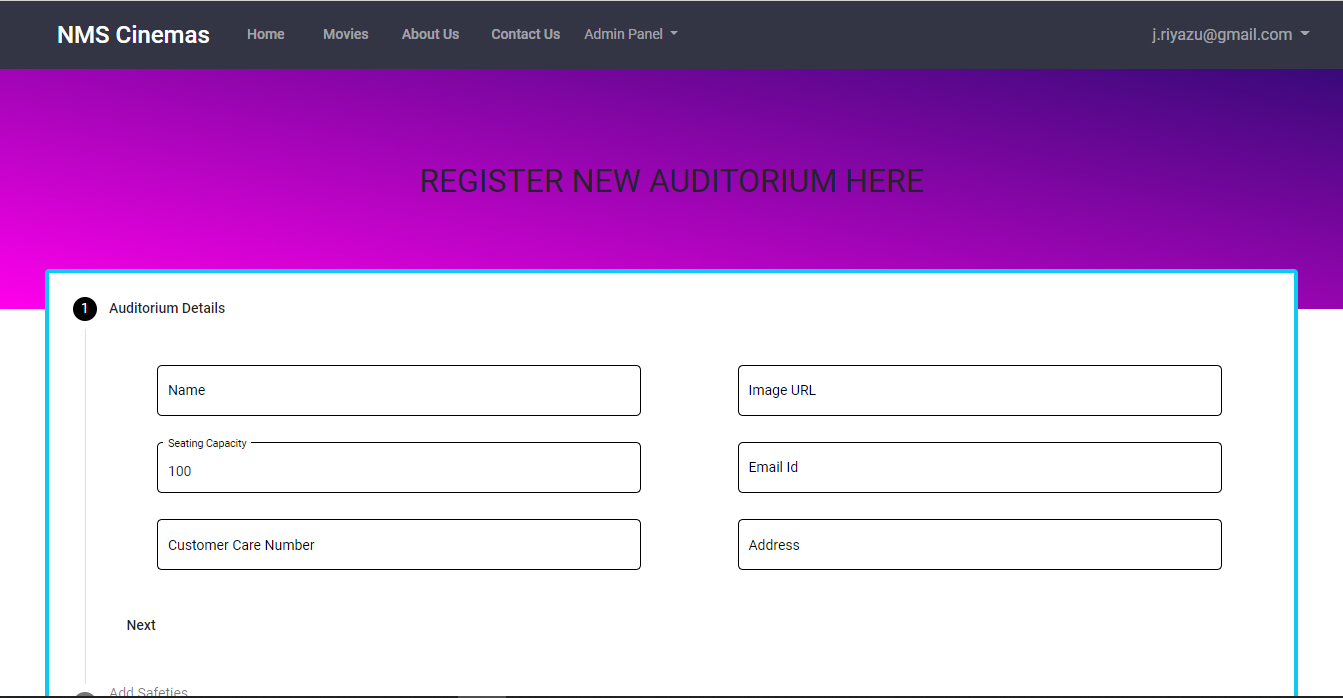 NMS Cinemas Home Movies About Us Contact Us Admin Panel j.riyazu@gmail.com
REGISTER NEW AUDITORIUM HERE
1 Auditorium Details
Name Image URL
Seating Capacity
100 Email Id
Customer Care Number Address
Next
Add Safeties